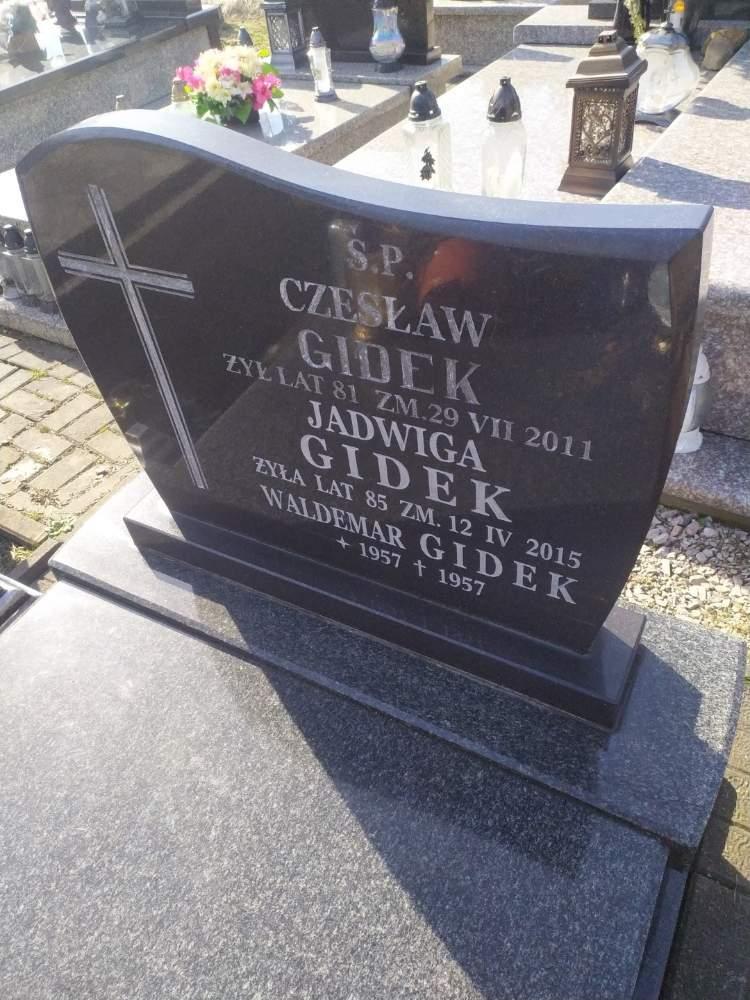 Ś.P.
CZESŁAW
GIDEK
ŻYŁ LAT 81 ZM. 29 VII 2011
JADWIGA
GIDEK
ŻYŁA LAT 85 ZM. 12 IV 2015
WALDEMAR GIDEK
1957 † 1957